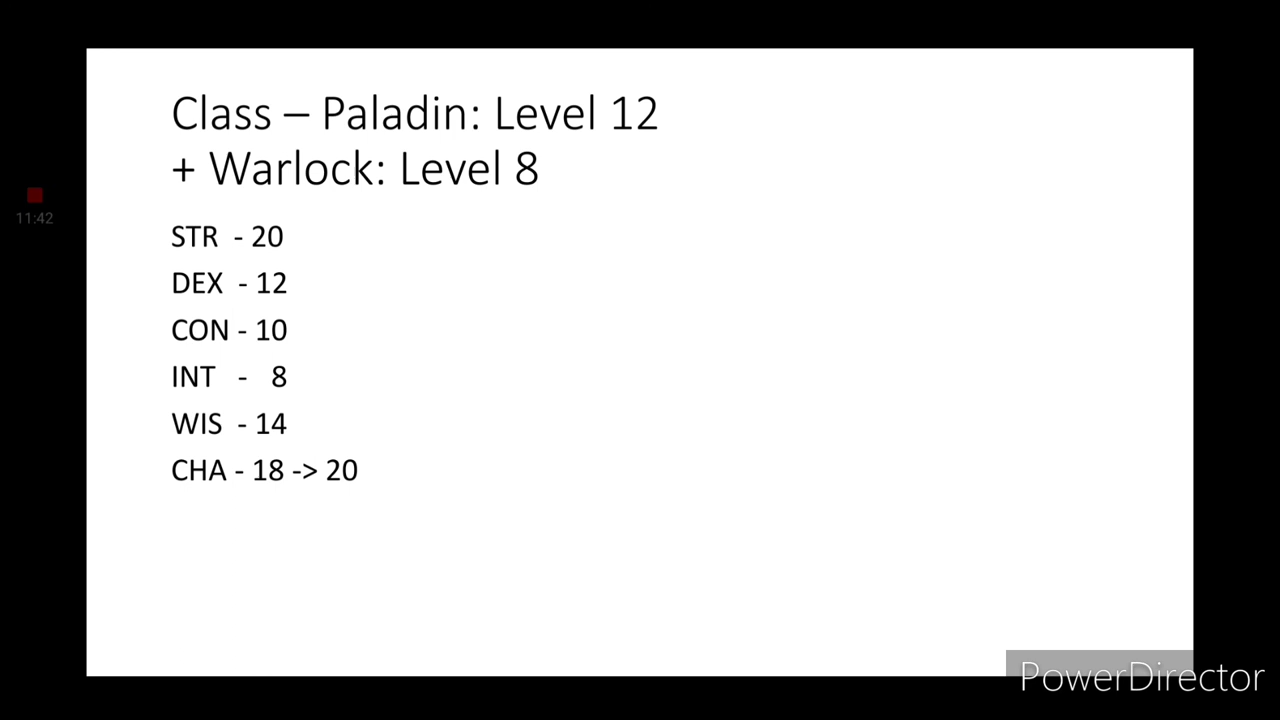 Class – Paladin: Level 12
+ Warlock: Level 8
11:42
STR - 20
DEX - 12
CON - 10
INT - 8
WIS - 14
CHA - 18 -> 20
PowerDirector